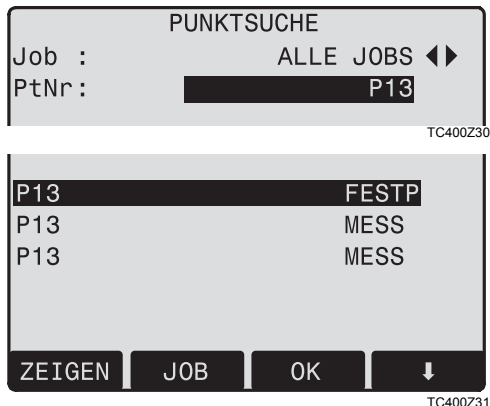 PUNKTSUCHE
Job : ALLE JOBS ◀▶
PtNr: P13
TC400Z30
P13 FESTP
P13 MESS
P13 MESS
ZEIGEN JOB OK ⬇
TC400Z31